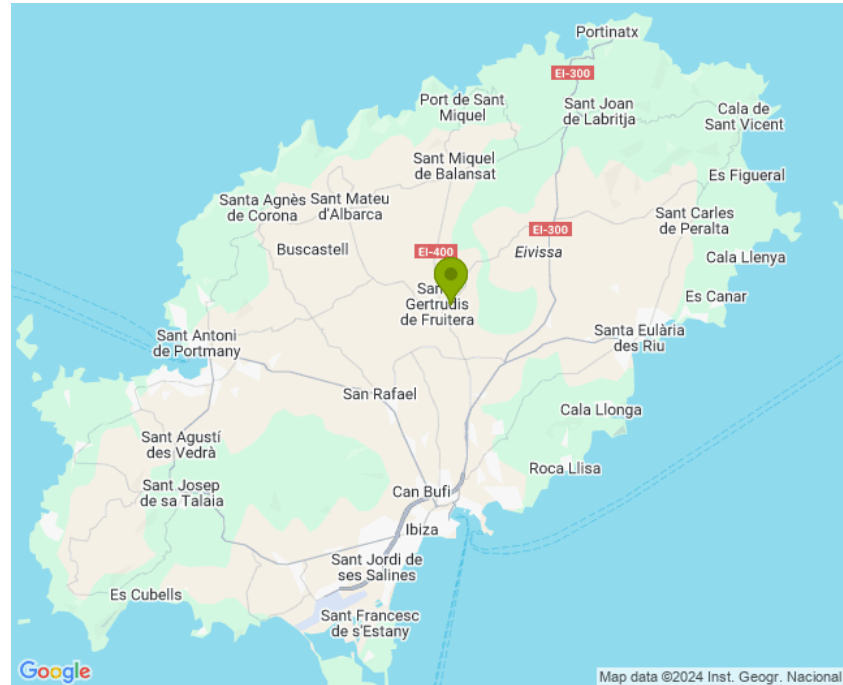 Portinatx
EI-300
Port de Sant
Miquel
Sant Joan
de Labritja
Cala de
Sant Vicent
Sant Miquel
de Balansat
Es Figueral
Santa Agnès
de Corona
Sant Mateu
d'Albarca
Sant Carles
de Peralta
Buscastell
EI-400
EI-300
Eivissa
Cala Llenya
Gertrudis
de Fruitera
Es Canar
Sant Antoni
de Portmany
Santa Eulària
des Riu
San Rafael
Cala Llonga
Sant Agustí
des Vedrà
Roca Llisa
Sant Josep
de sa Talaia
Can Bufi
Ibiza
Sant Jordi de
ses Salines
Es Cubells
Sant Francesc
de s'Estany
Google
Map data ©2024 Inst. Geogr. Nacional